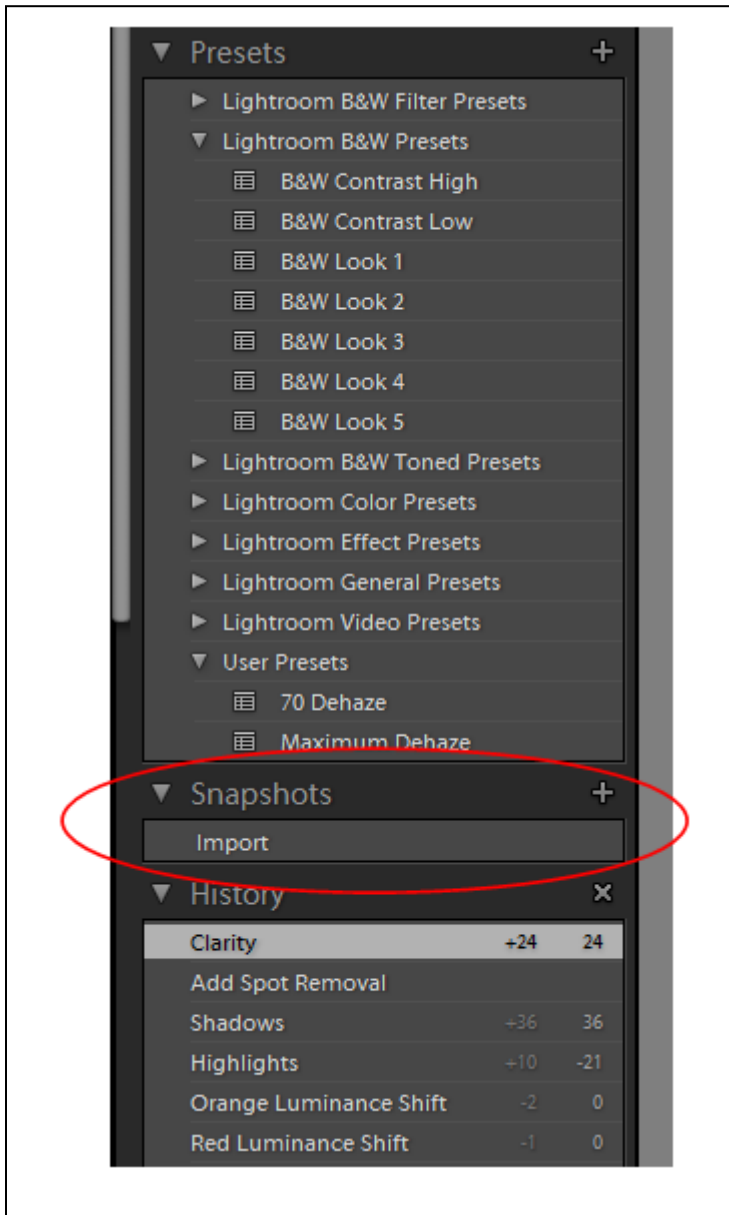 Presets +
Lightroom B&W Filter Presets
Lightroom B&W Presets
B&W Contrast High
B&W Contrast Low
B&W Look 1
B&W Look 2
B&W Look 3
B&W Look 4
B&W Look 5
Lightroom B&W Toned Presets
Lightroom Color Presets
Lightroom Effect Presets
Lightroom General Presets
Lightroom Video Presets
User Presets
70 Dehaze
Maximum Dehaze
Snapshots +
Import
History ×
Clarity +24 24
Add Spot Removal
Shadows +36 36
Highlights +10 -21
Orange Luminance Shift -2 0
Red Luminance Shift -1 0